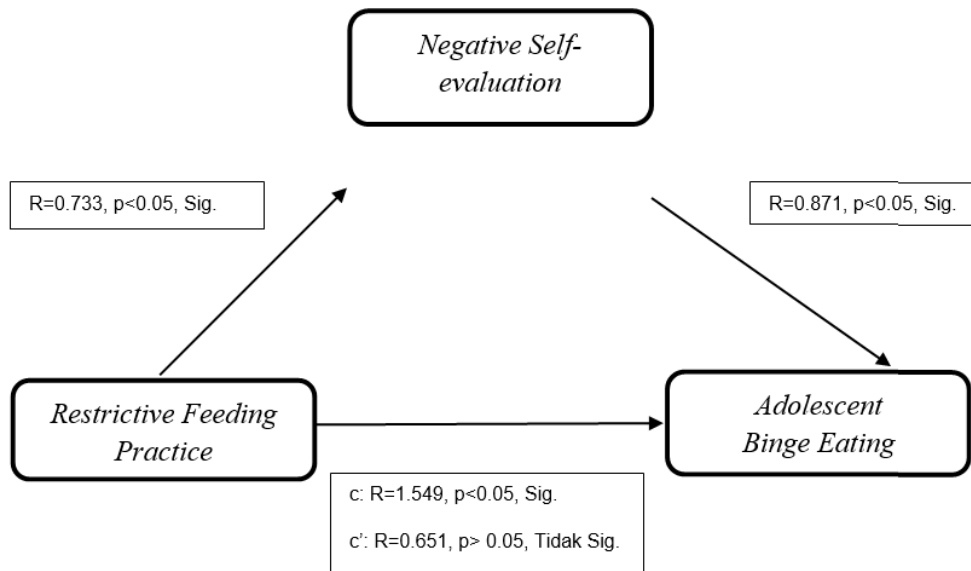 Negative Self-
evaluation
R=0.733, p<0.05, Sig.
R=0.871, p<0.05, Sig.
Restrictive Feeding
Practice
Adolescent
Binge Eating
c: R=1.549, p<0.05, Sig.
c’: R=0.651, p> 0.05, Tidak Sig.